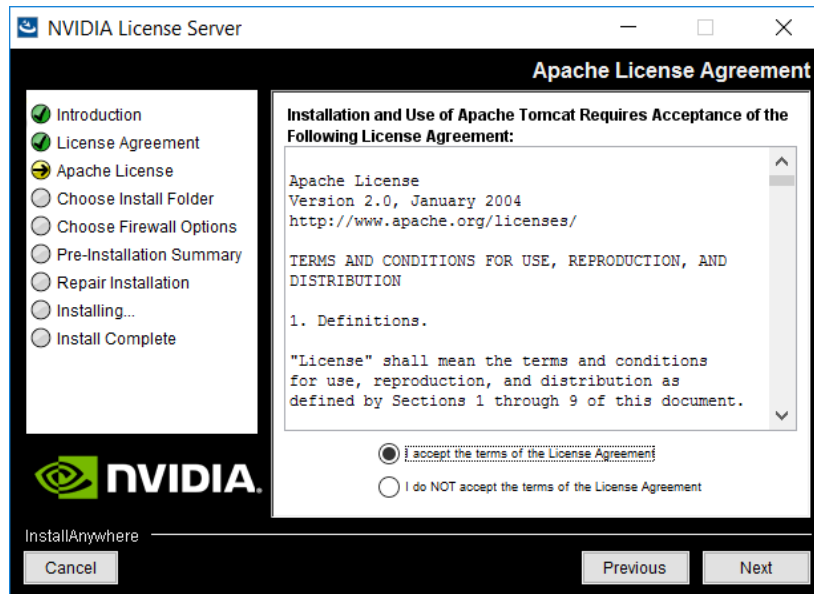 NVIDIA License Server
Apache License Agreement
Introduction
License Agreement
Apache License
Choose Install Folder
Choose Firewall Options
Pre-Installation Summary
Repair Installation
Installing...
Install Complete
Installation and Use of Apache Tomcat Requires Acceptance of the
Following License Agreement:
Apache License
Version 2.0, January 2004
http://www.apache.org/licenses/
TERMS AND CONDITIONS FOR USE, REPRODUCTION, AND
DISTRIBUTION
1. Definitions.
"License" shall mean the terms and conditions
for use, reproduction, and distribution as
defined by Sections 1 through 9 of this document.
I accept the terms of the License Agreement
I do NOT accept the terms of the License Agreement
NVIDIA.
InstallAnywhere
Cancel
Previous
Next